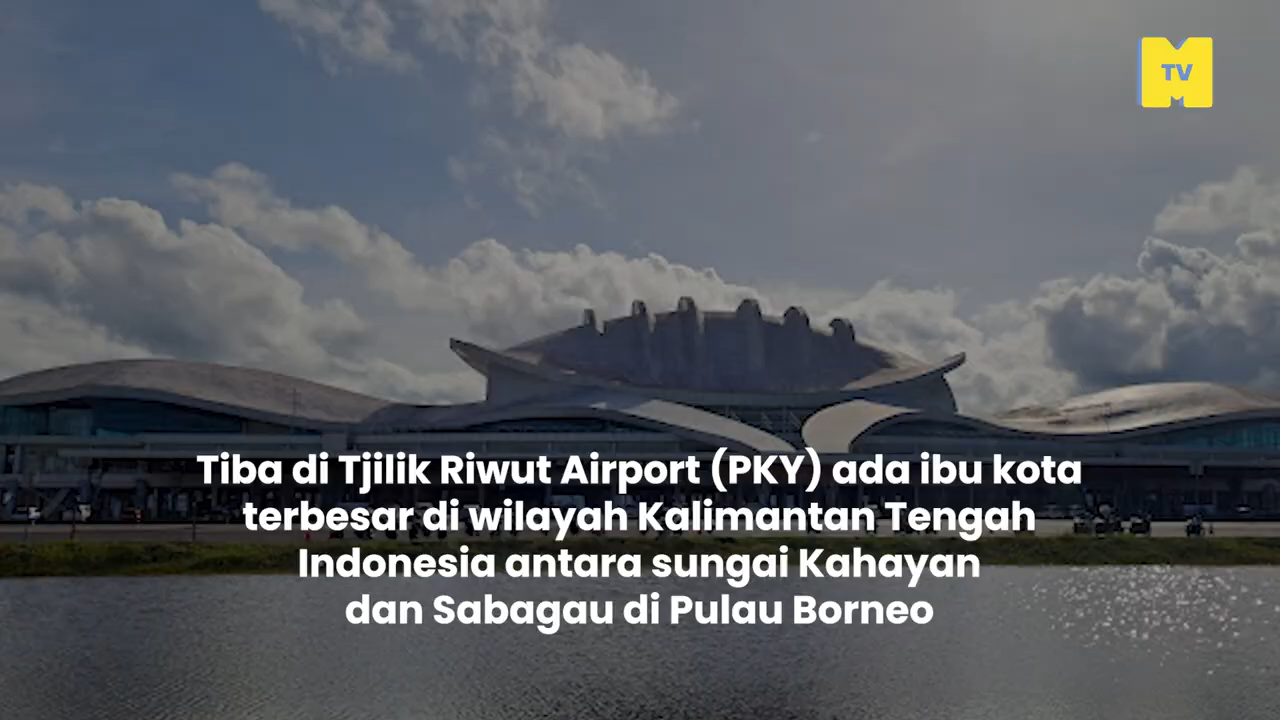 TV
Tiba di Tjilik Riwut Airport (PKY) ada ibu kota
terbesar di wilayah Kalimantan Tengah
Indonesia antara sungai Kahayan
dan Sabagau di Pulau Borneo